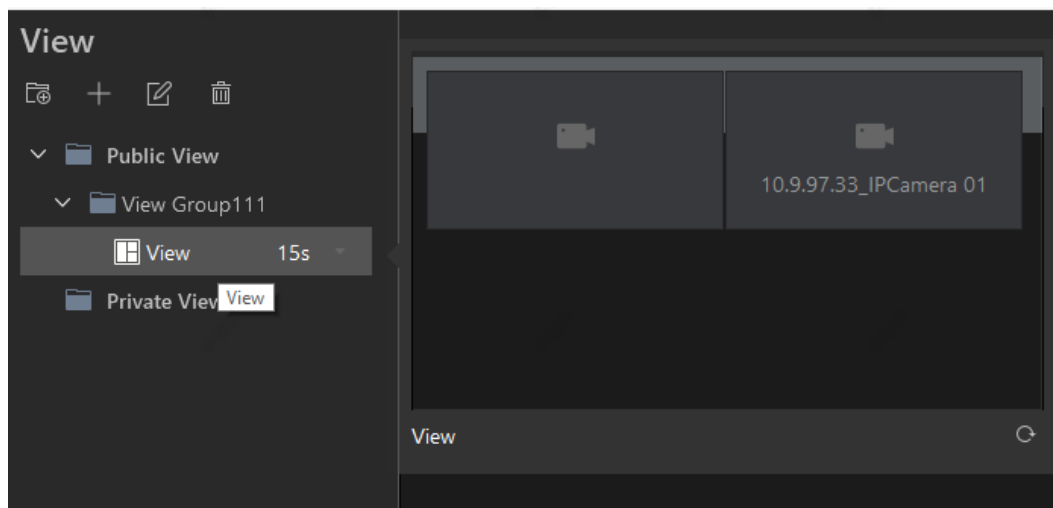 View
Public View
View Group111
View 15s
Private View
View
10.9.97.33_IPCamera 01
View